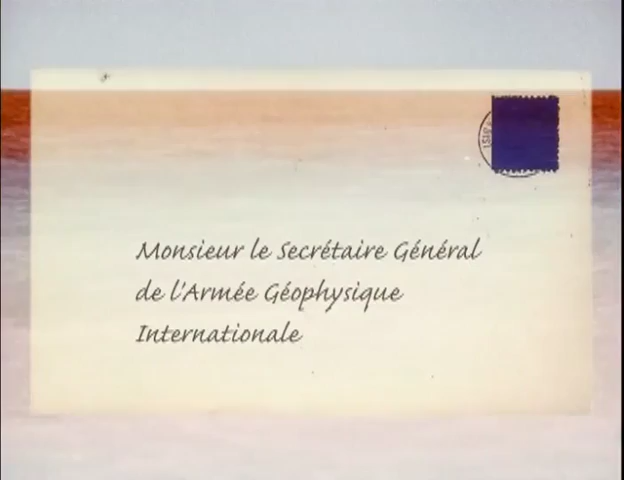 Monsieur le Secrétaire Général
de l'Armée Géophysique
Internationale